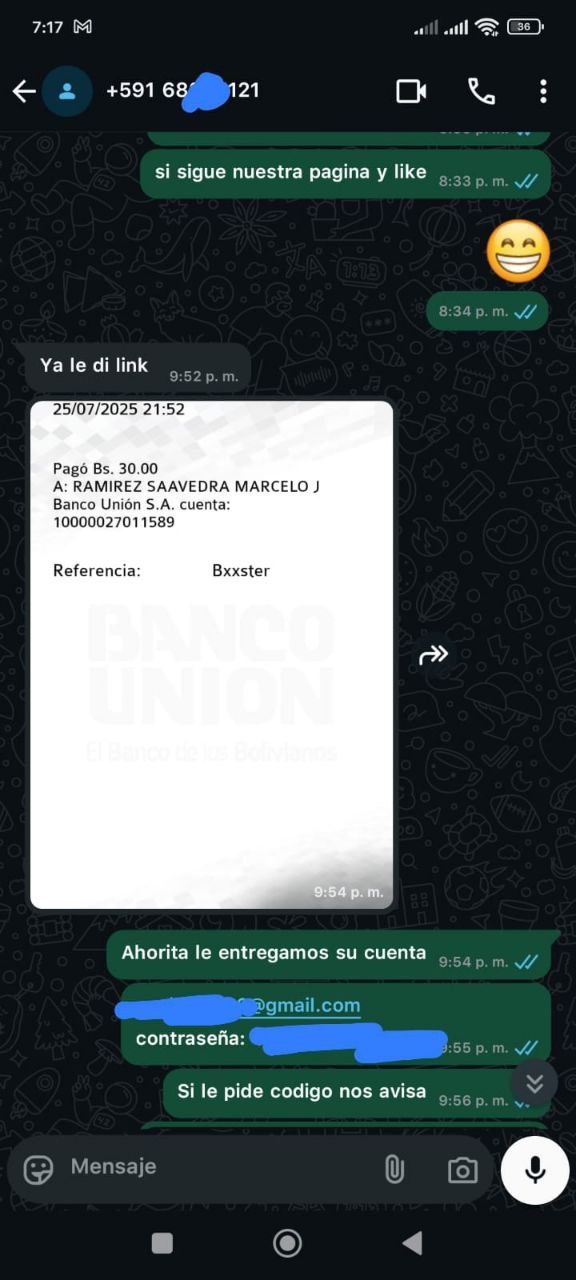 7:17
36
+591 68 121
si sigue nuestra pagina y like
8:33 p. m.
8:34 p. m.
Ya le di link
9:52 p. m.
25/07/2025 21:52
Pagó Bs. 30.00
A: RAMIREZ SAAVEDRA MARCELO J
Banco Unión S.A. cuenta:
10000027011589
Referencia: Bxxster
BANCO
UNION
El Banco de los Bolivianos
9:54 p. m.
Ahorita le entregamos su cuenta
9:54 p. m.
@gmail.com
contraseña:
9:55 p. m.
Si le pide codigo nos avisa
9:56 p. m.
Mensaje